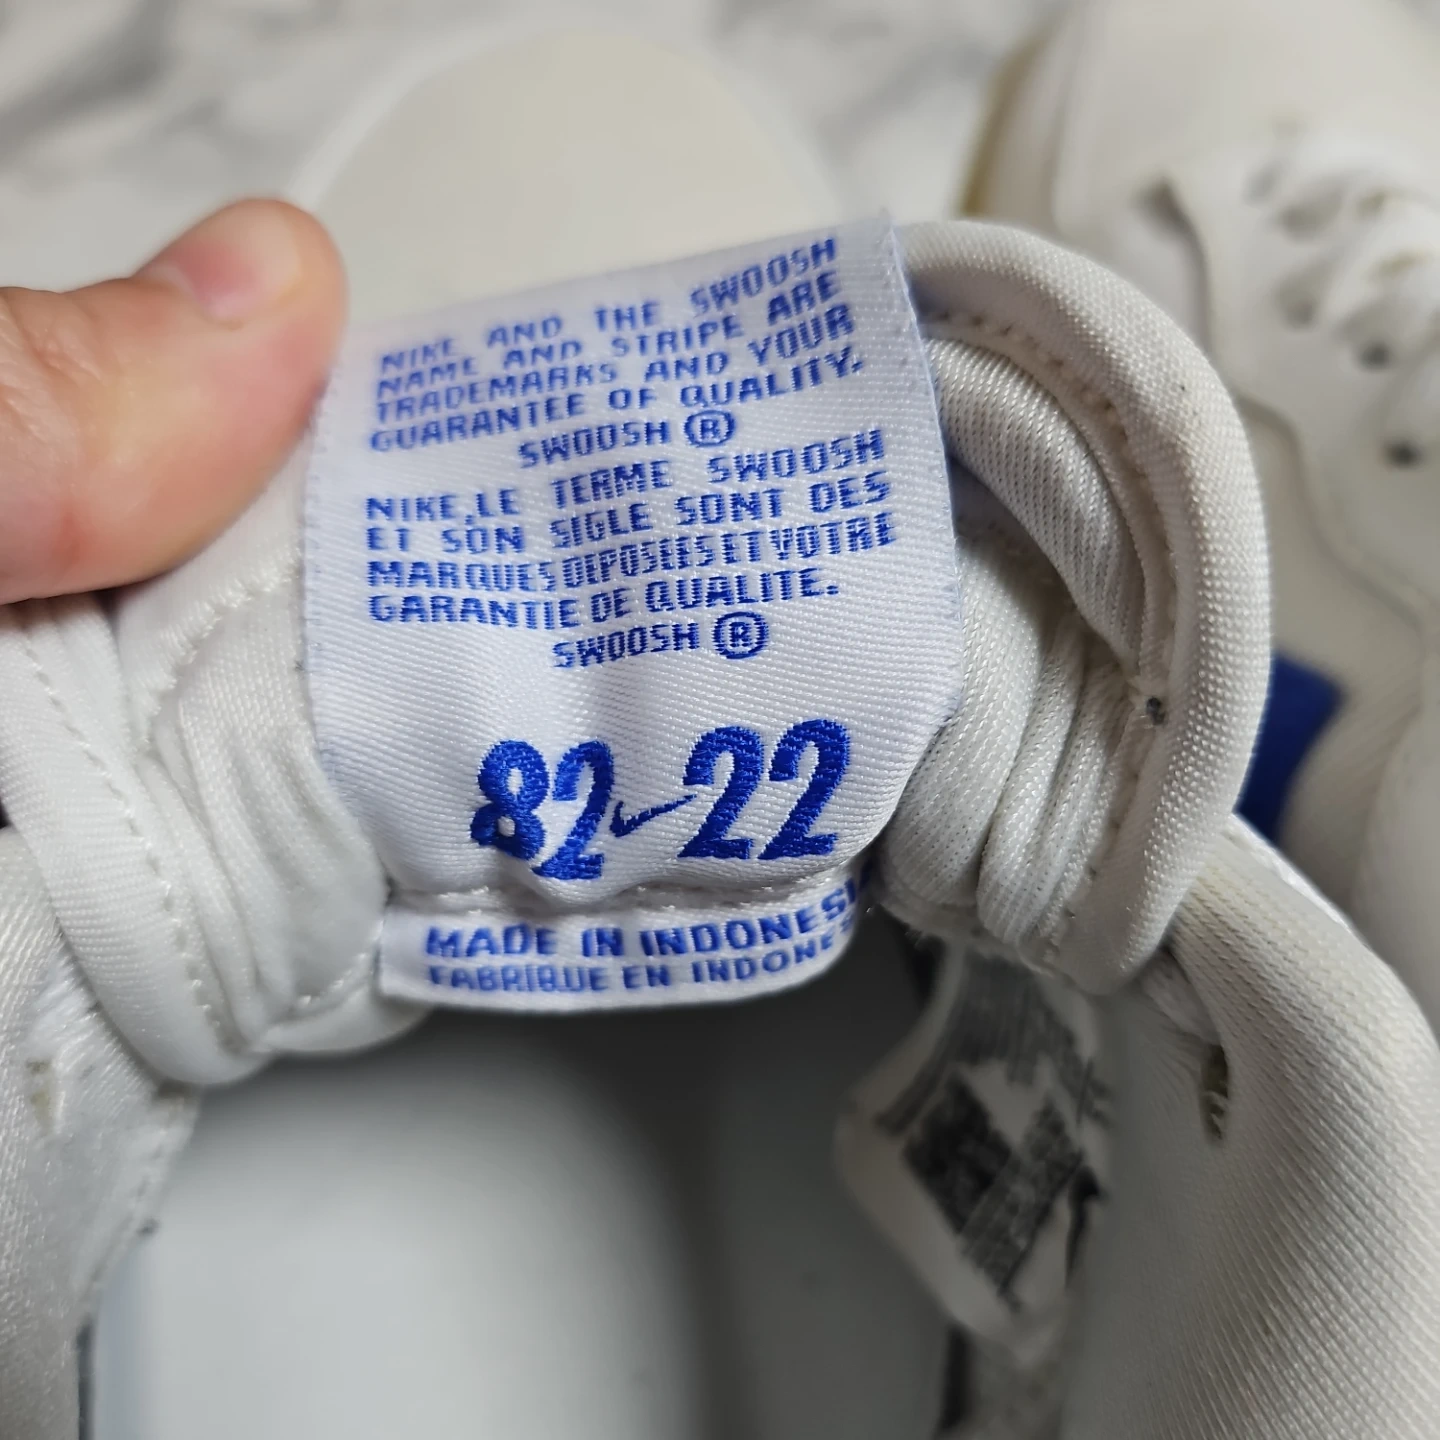 NIKE AND THE SWOOSH
NAME AND STRIPE ARE
TRADEMARKS AND YOUR
GUARANTEE OF QUALITY.
SWOOSH ®
NIKE,LE TERME SWOOSH
ET SON SIGLE SONT DES
MARQUES DEPOSEES ET VOTRE
GARANTIE DE QUALITE.
SWOOSH ®
82 22
MADE IN INDONESI
FABRIQUE EN INDONES